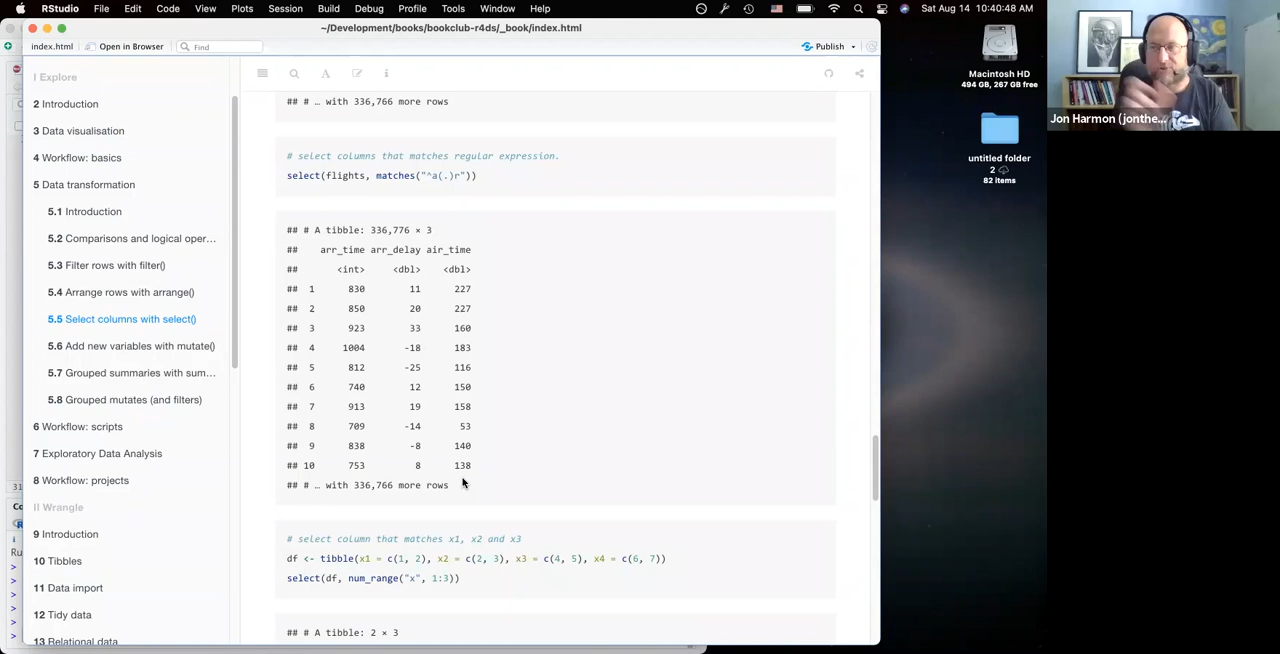 RStudio File Edit Code View Plots Session Build Debug Profile Tools Window Help Sat Aug 14 10:40:48 AM
~/Development/books/bookclub-r4ds/_book/index.html
index.html Open in Browser Find Publish
I Explore
2 Introduction
3 Data visualisation
4 Workflow: basics
5 Data transformation
5.1 Introduction
5.2 Comparisons and logical oper…
5.3 Filter rows with filter()
5.4 Arrange rows with arrange()
5.5 Select columns with select()
5.6 Add new variables with mutate()
5.7 Grouped summaries with sum…
5.8 Grouped mutates (and filters)
6 Workflow: scripts
7 Exploratory Data Analysis
8 Workflow: projects
II Wrangle
9 Introduction
10 Tibbles
11 Data import
12 Tidy data
13 Relational data
## # … with 336,766 more rows
# select columns that matches regular expression.
select(flights, matches("^a(.)r"))
## # A tibble: 336,776 × 3
## arr_time arr_delay air_time
## <int> <dbl> <dbl>
## 1 830 11 227
## 2 850 20 227
## 3 923 33 160
## 4 1004 -18 183
## 5 812 -25 116
## 6 740 12 150
## 7 913 19 158
## 8 709 -14 53
## 9 838 -8 140
## 10 753 8 138
## # … with 336,766 more rows
# select column that matches x1, x2 and x3
df <- tibble(x1 = c(1, 2), x2 = c(2, 3), x3 = c(4, 5), x4 = c(6, 7))
select(df, num_range("x", 1:3))
## # A tibble: 2 × 3
31
Co
Ru
>
>
>
>
>
>
Macintosh HD
494 GB, 267 GB free
untitled folder
2
82 items
Jon Harmon (jonthe...